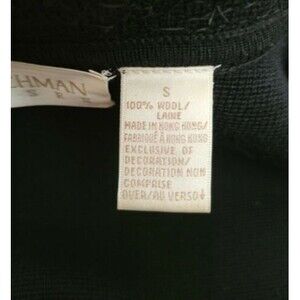 CHMAN
S
100% WOOL/
LAINE
MADE IN HONG KONG/
FABRIQUÉ À HONG KONG
EXCLUSIVE OF
DECORATION/
DECORATION NON
COMPRISE
OVER/AU VERSO↓